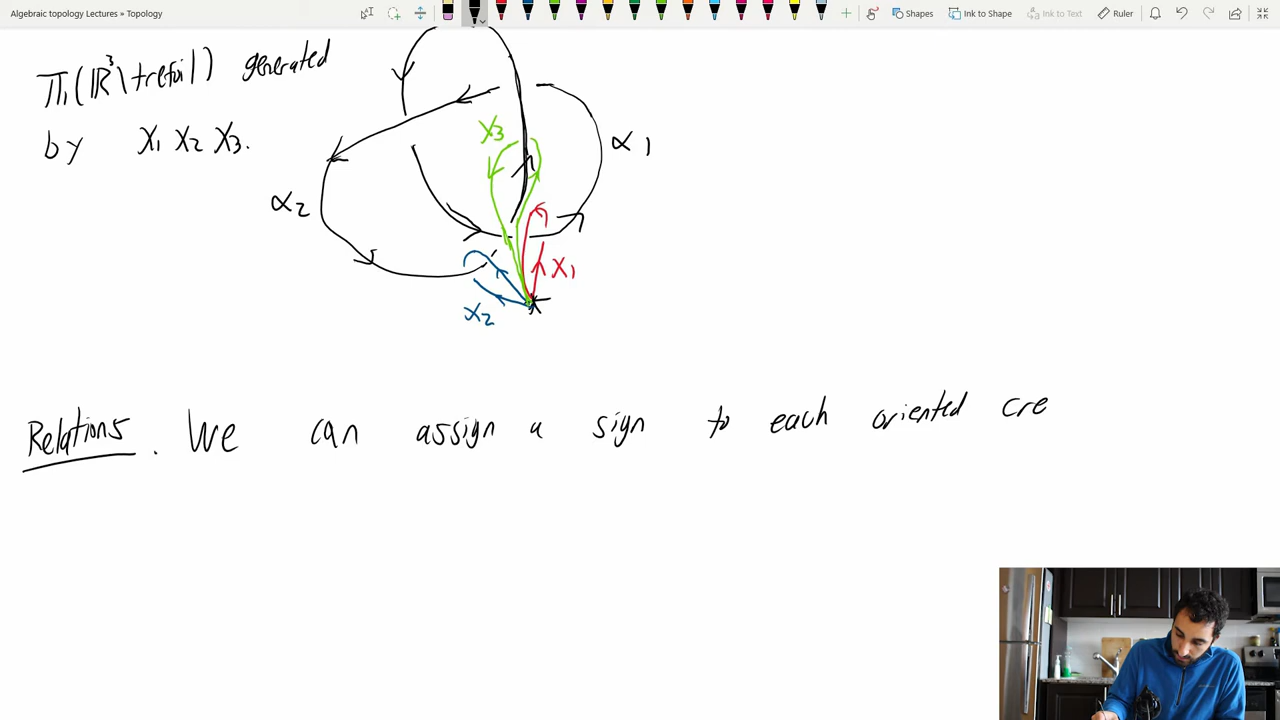 Algebraic topology Lectures » Topology
Shapes
Ink to Shape
Ink to Text
Ruler
π₁(ℝ³\trefoil) generated
by x₁ x₂ x₃.
x₃
α₁
α₂
x₁
x₂
Relations. We can assign a sign to each oriented cre